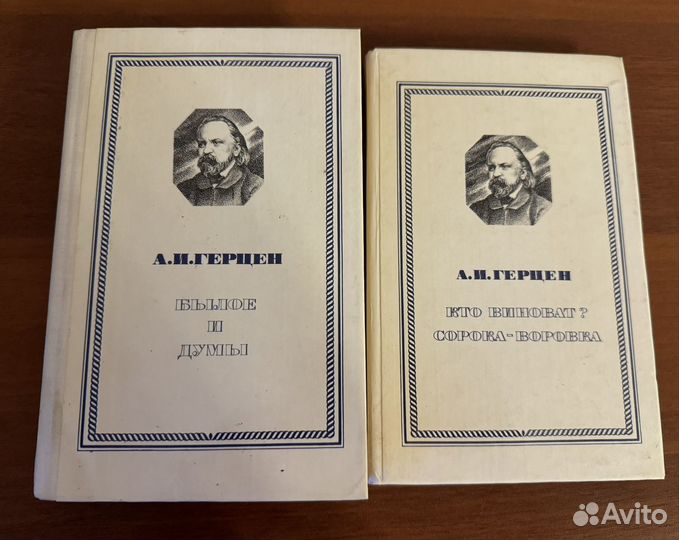 А.И.ГЕРЦЕН
БЫЛОЕ
И
ДУМЫ
А.И.ГЕРЦЕН
КТО ВИНОВАТ?
СОРОКА-ВОРОВКА
Avito